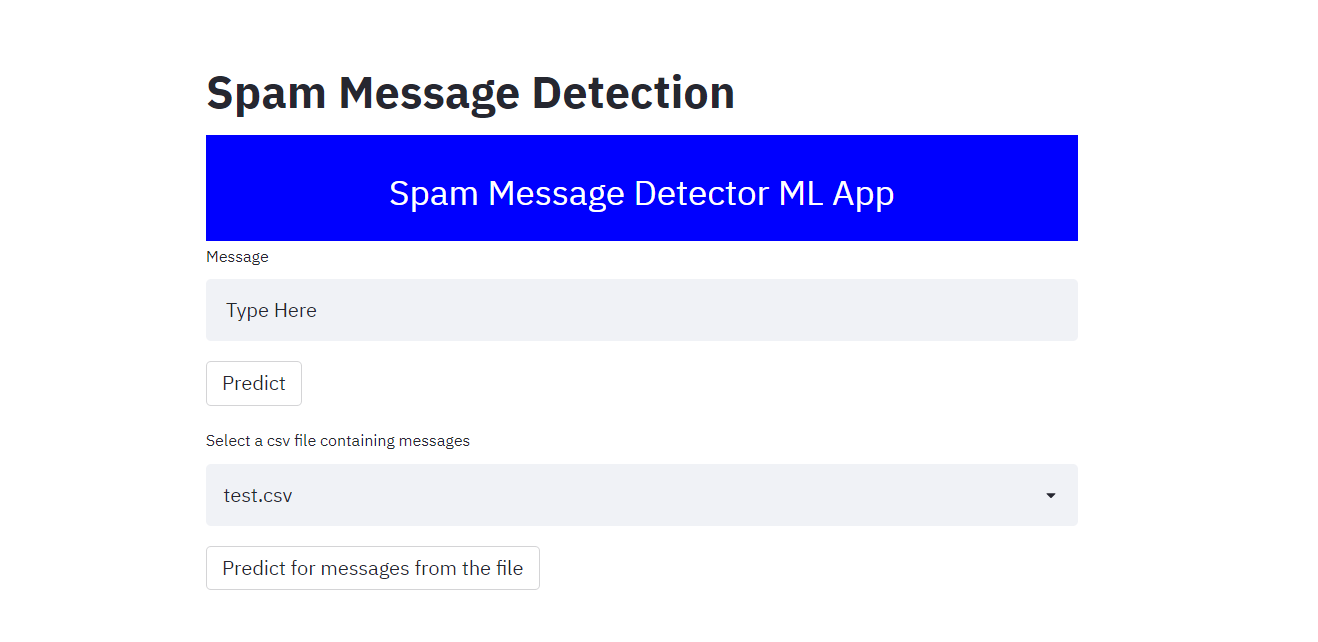 Spam Message Detection
Spam Message Detector ML App
Message
Type Here
Predict
Select a csv file containing messages
test.csv
Predict for messages from the file